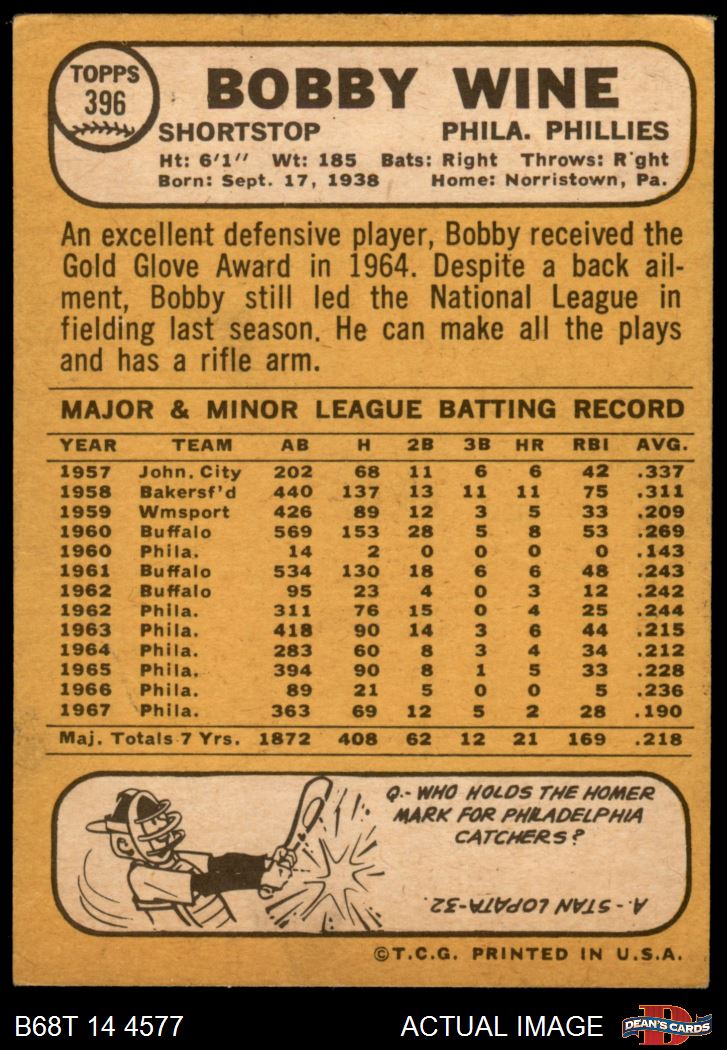 TOPPS
396
BOBBY WINE
SHORTSTOP PHILA. PHILLIES
Ht: 6'1" Wt: 185 Bats: Right Throws: R ght
Born: Sept. 17, 1938 Home: Norristown, Pa.
An excellent defensive player, Bobby received the
Gold Glove Award in 1964. Despite a back ail-
ment, Bobby still led the National League in
fielding last season. He can make all the plays
and has a rifle arm.
MAJOR & MINOR LEAGUE BATTING RECORD
YEAR TEAM AB H 2B 3B HR RBI AVG.
1957 John. City 202 68 11 6 6 42 .337
1958 Bakersf'd 440 137 13 11 11 75 .311
1959 Wmsport 426 89 12 3 5 33 .209
1960 Buffalo 569 153 28 5 8 53 .269
1960 Phila. 14 2 0 0 0 0 .143
1961 Buffalo 534 130 18 6 6 48 .243
1962 Buffalo 95 23 4 0 3 12 .242
1962 Phila. 311 76 15 0 4 25 .244
1963 Phila. 418 90 14 3 6 44 .215
1964 Phila. 283 60 8 3 4 34 .212
1965 Phila. 394 90 8 1 5 33 .228
1966 Phila. 89 21 5 0 0 5 .236
1967 Phila. 363 69 12 5 2 28 .190
Maj. Totals 7 Yrs. 1872 408 62 12 21 169 .218
Q.- WHO HOLDS THE HOMER
MARK FOR PHILADELPHIA
CATCHERS?
A.- STAN LOPATA-32.
©T.C.G. PRINTED IN U.S.A.
B68T 14 4577 ACTUAL IMAGE
D
DEAN'S CARDS